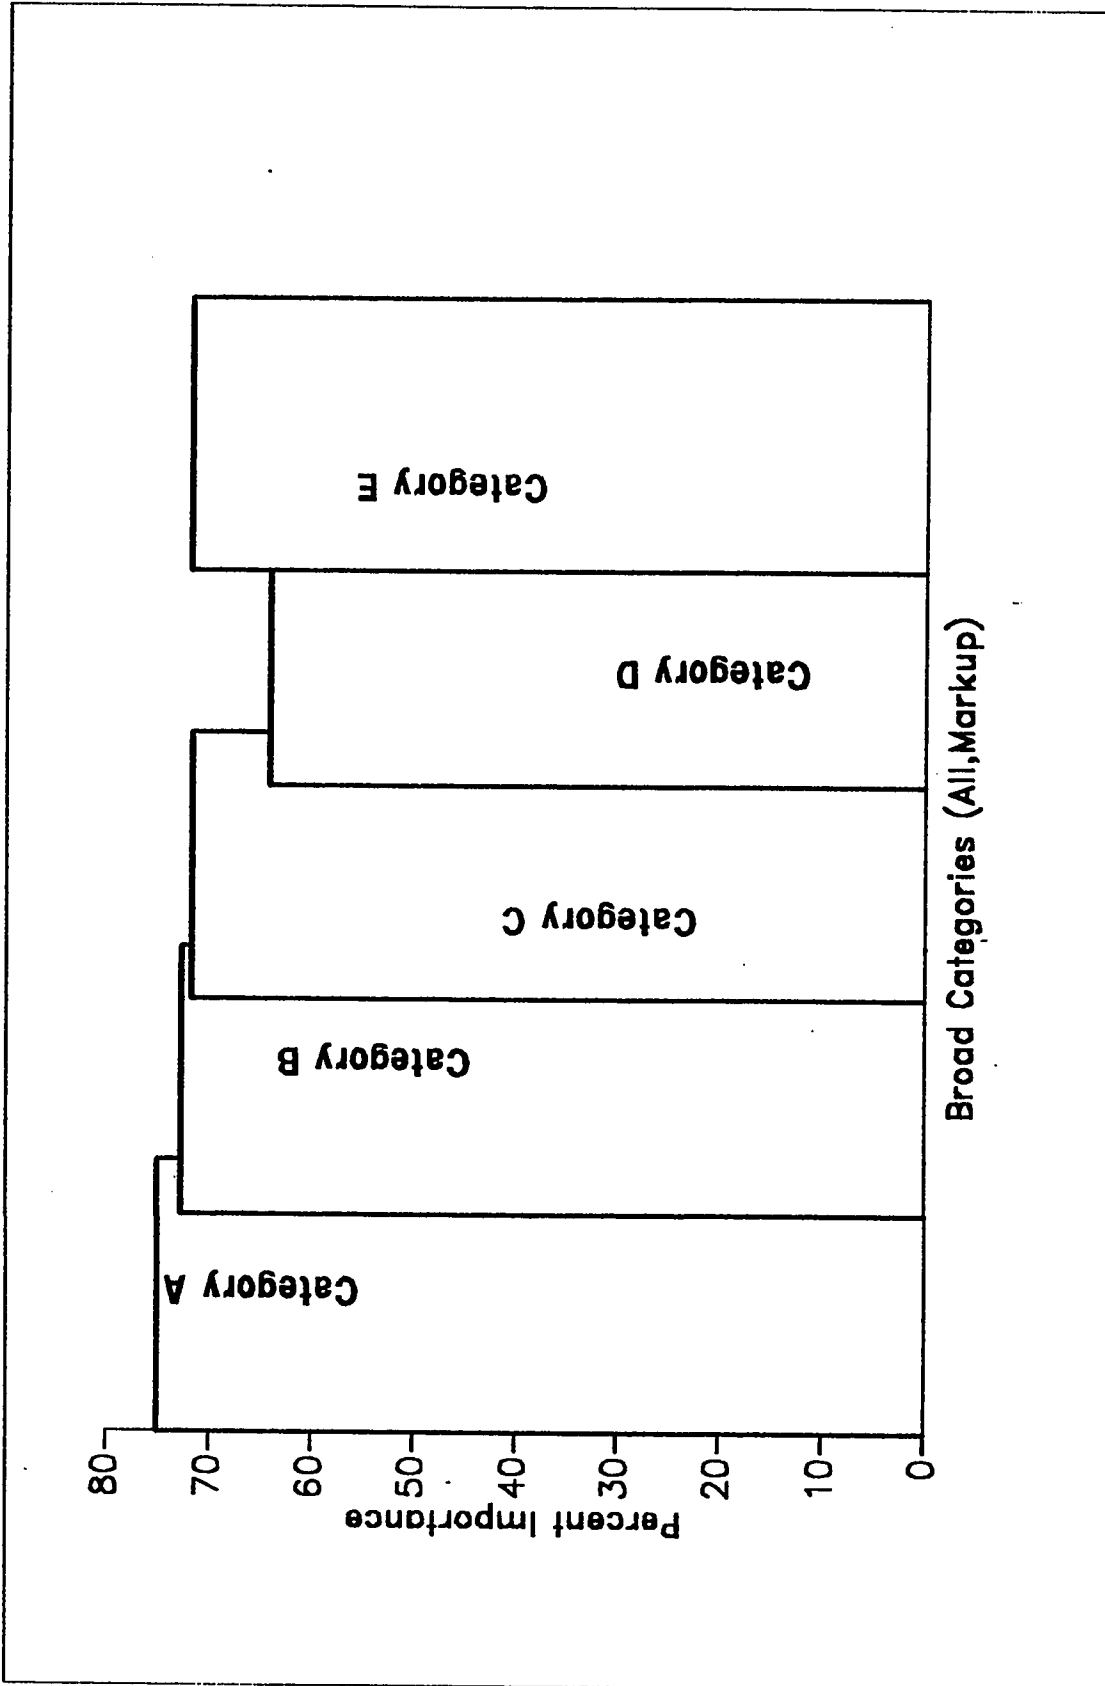 80
70
60
50
40
30
20
10
0
Percent Importance
Category A
Category B
Category C
Category D
Category E
Broad Categories (All,Markup)